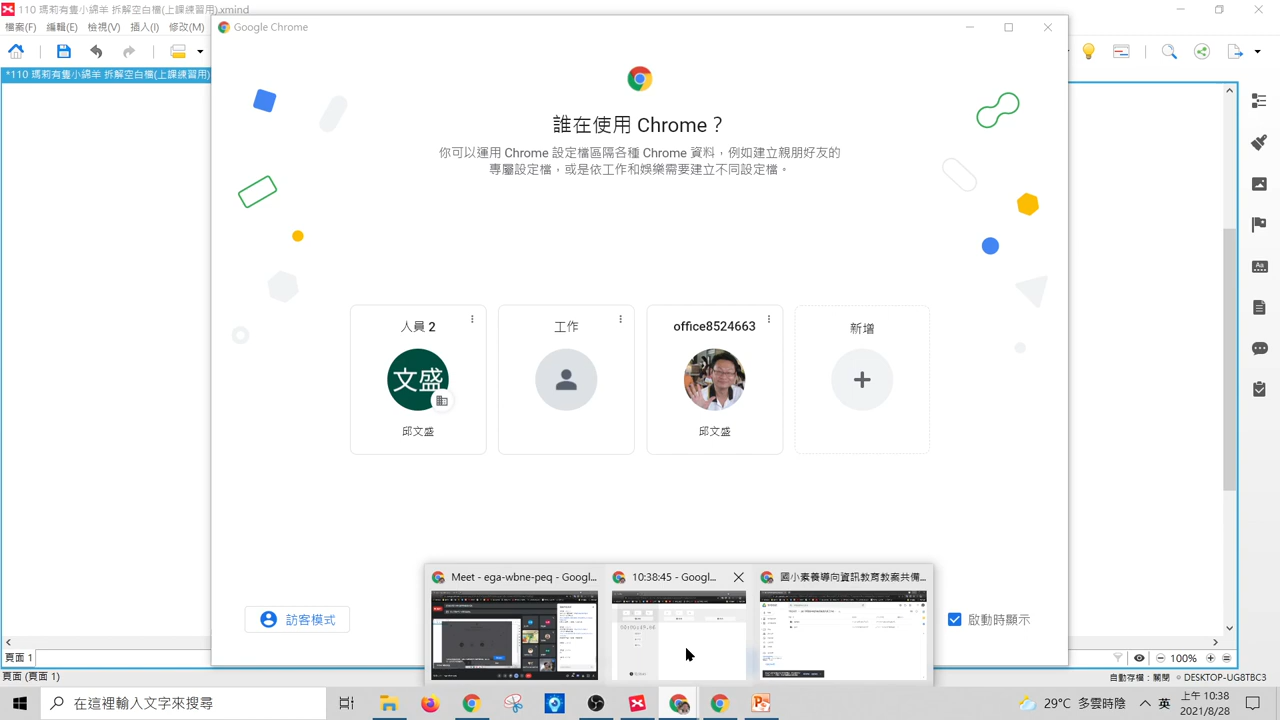 110 瑪莉有隻小綿羊 拆解空白檔(上課練習用).xmind
檔案(F) 編輯(E) 檢視(V) 插入(I) 修改(M)
Google Chrome
*110 瑪莉有隻小綿羊 拆解空白檔(上課練習用)
誰在使用 Chrome？
你可以運用 Chrome 設定檔區隔各種 Chrome 資料，例如建立親朋好友的
專屬設定檔，或是依工作和娛樂需要建立不同設定檔。
人員 2
工作
office8524663
新增
文盛
邱文盛
邱文盛
Meet - ega-wbne-peq - Googl...
10:38:45 - Googl...
國小素養導向資訊教育教案共備...
訪客模式
啟動時顯示
頁面 1
100%
自動存檔：關閉
DESKTOP-UG8TBCS
在這裡輸入文字來搜尋
29°C 多雲時陰
英
上午 10:38
2021/8/28